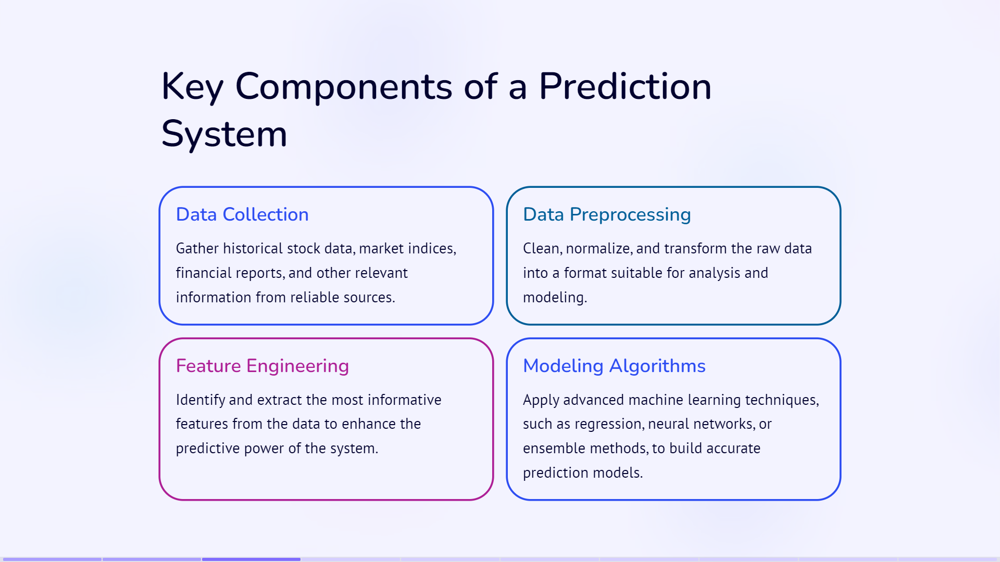 Key Components of a Prediction
System
Data Collection
Gather historical stock data, market indices,
financial reports, and other relevant
information from reliable sources.
Data Preprocessing
Clean, normalize, and transform the raw data
into a format suitable for analysis and
modeling.
Feature Engineering
Identify and extract the most informative
features from the data to enhance the
predictive power of the system.
Modeling Algorithms
Apply advanced machine learning techniques,
such as regression, neural networks, or
ensemble methods, to build accurate
prediction models.